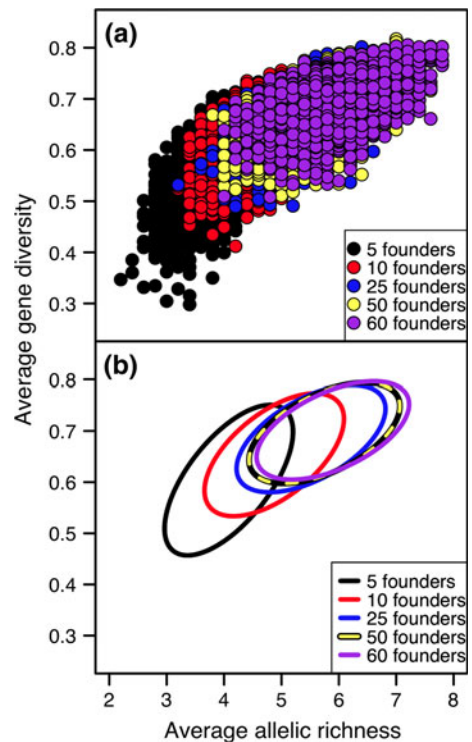 (a)
0.8
0.7
0.6
0.5
0.4
0.3
5 founders
10 founders
25 founders
50 founders
60 founders
Average gene diversity
(b)
0.8
0.7
0.6
0.5
0.4
0.3
5 founders
10 founders
25 founders
50 founders
60 founders
2 3 4 5 6 7 8
Average allelic richness